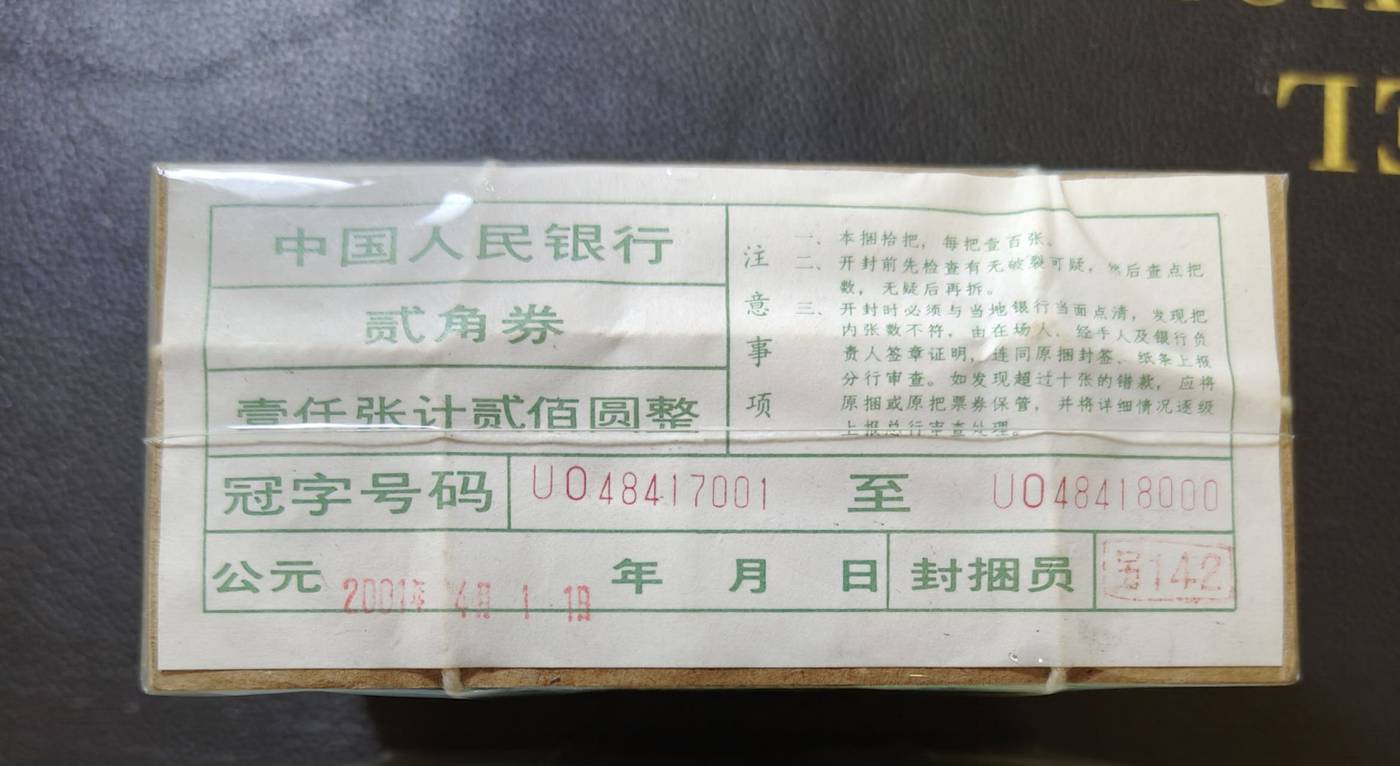 中国人民银行
贰角券
壹仟张计贰佰圆整
注意事项
一、本捆拾把，每把壹百张。
二、开封前先检查有无破裂可疑，然后查点把
数，无疑后再拆。
三、开封时必须与当地银行当面点清，发现把
内张数不符，由在场人、经手人及银行负
责人签章证明，连同原捆封签、纸条上报
分行审查。如发现超过十张的错款，应将
原捆或原把票券保管，并将详细情况逐级
上报总行审查处理。
冠字号码 UO48417001 至 UO48418000
公元 年 月 日 封捆员 142
2001年 4月